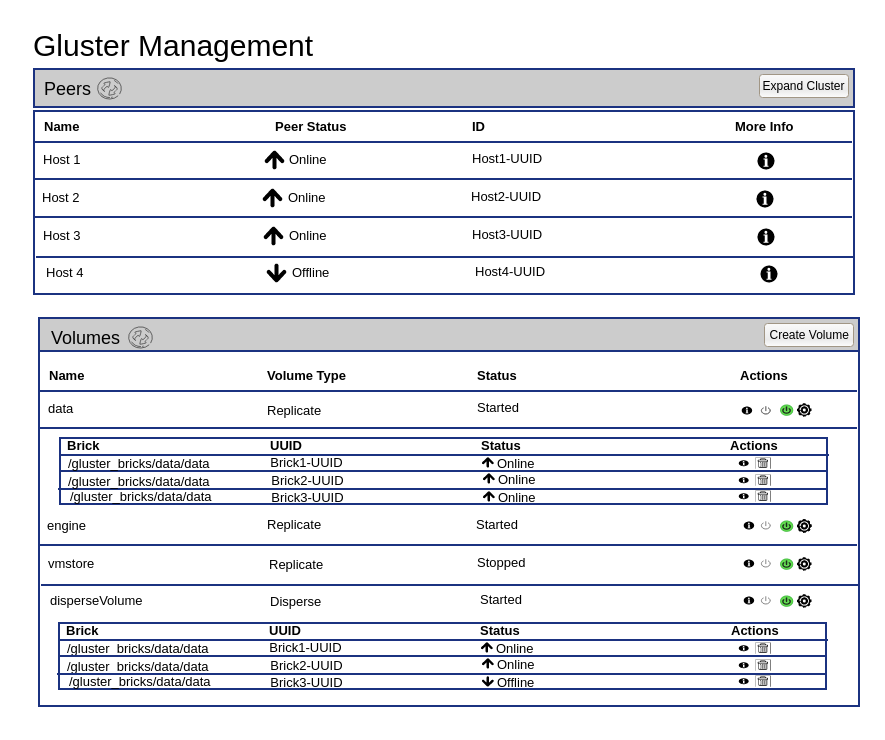 Gluster Management
Peers Expand Cluster
Name Peer Status ID More Info
Host 1 Online Host1-UUID
Host 2 Online Host2-UUID
Host 3 Online Host3-UUID
Host 4 Offline Host4-UUID
Volumes Create Volume
Name Volume Type Status Actions
data Replicate Started
Brick UUID Status Actions
/gluster_bricks/data/data Brick1-UUID Online
/gluster_bricks/data/data Brick2-UUID Online
/gluster_bricks/data/data Brick3-UUID Online
engine Replicate Started
vmstore Replicate Stopped
disperseVolume Disperse Started
Brick UUID Status Actions
/gluster_bricks/data/data Brick1-UUID Online
/gluster_bricks/data/data Brick2-UUID Online
/gluster_bricks/data/data Brick3-UUID Offline